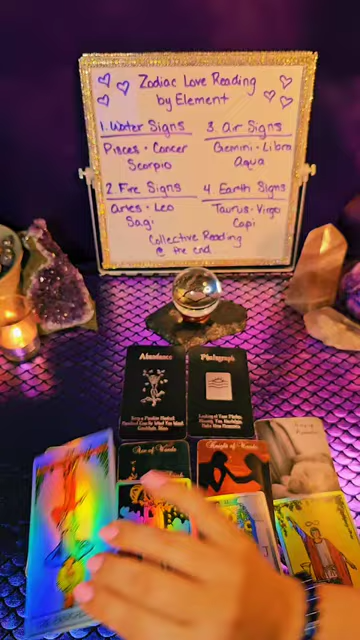 Zodiac Love Reading
by Element
1. Water Signs
Pisces · Cancer
Scorpio
2. Fire Signs
Aries · Leo
Sagi
3. Air Signs
Gemini · Libra
Aqua
4. Earth Signs
Taurus · Virgo
Capi
Collective Reading
@ the end
Abundance
Photograph
Ace of Wands
Knight of Wands